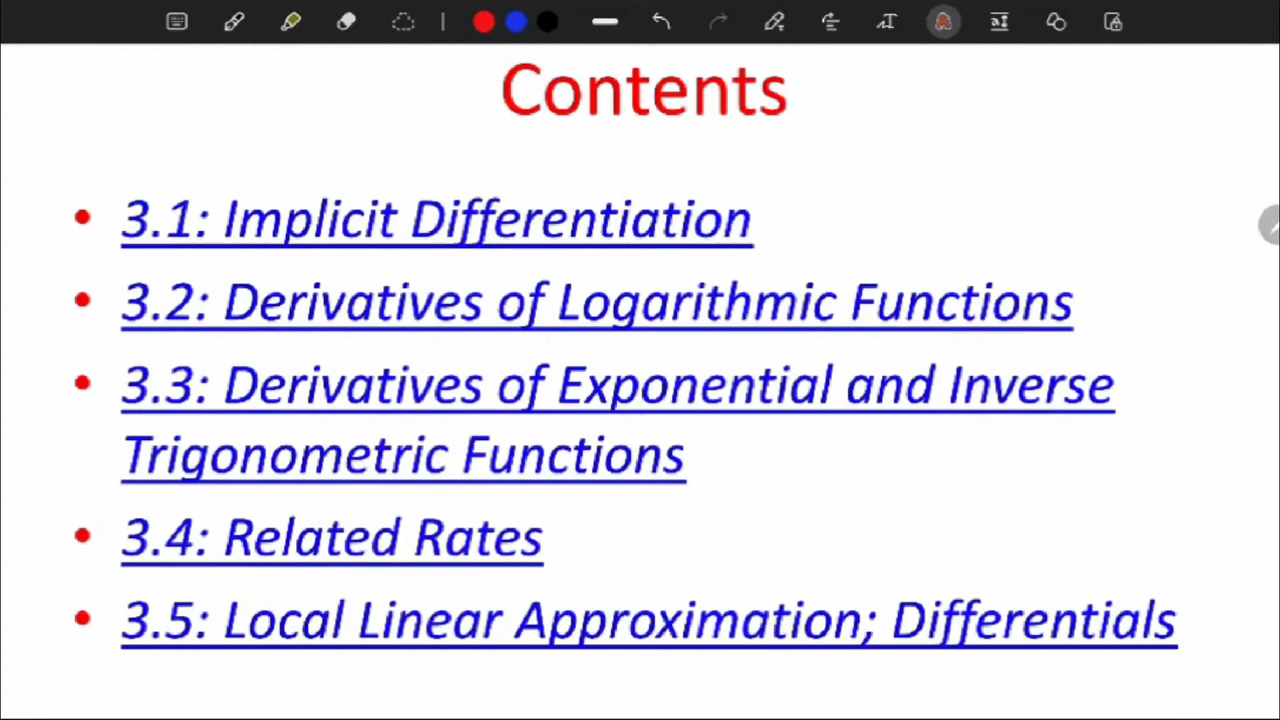 Contents
• 3.1: Implicit Differentiation
• 3.2: Derivatives of Logarithmic Functions
• 3.3: Derivatives of Exponential and Inverse
Trigonometric Functions
• 3.4: Related Rates
• 3.5: Local Linear Approximation; Differentials